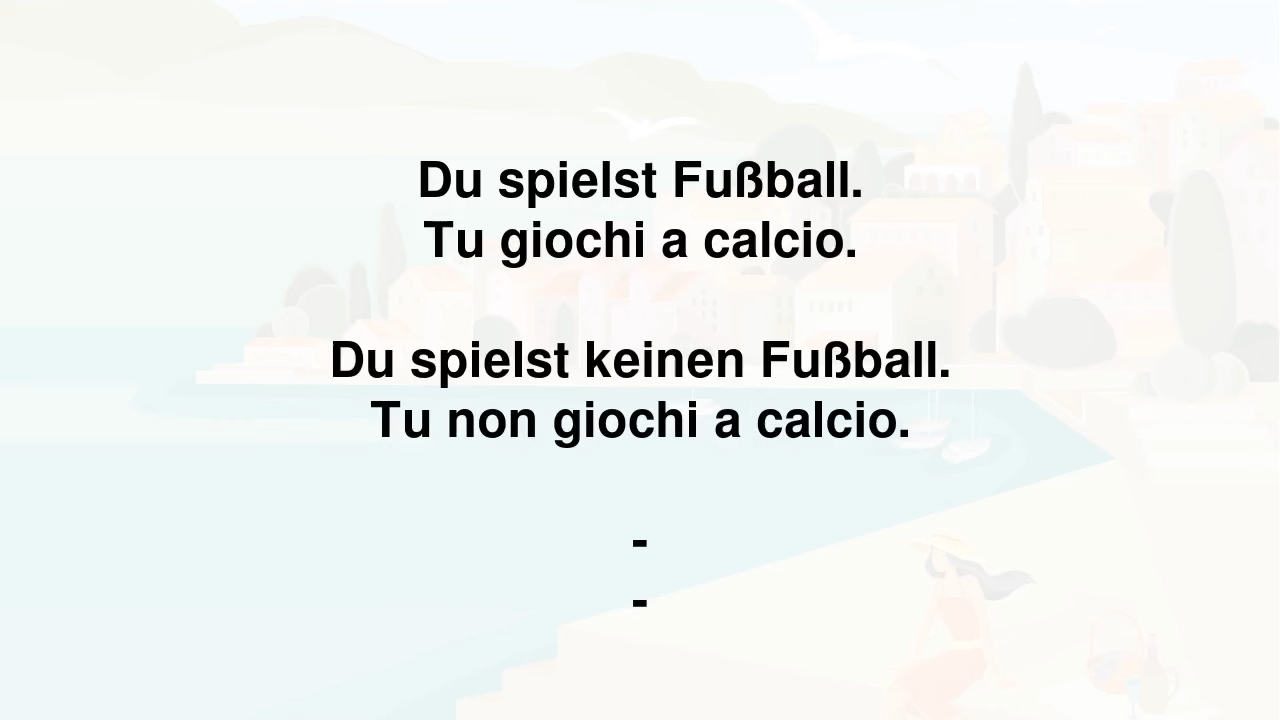 Du spielst Fußball.
Tu giochi a calcio.
Du spielst keinen Fußball.
Tu non giochi a calcio.
-
-